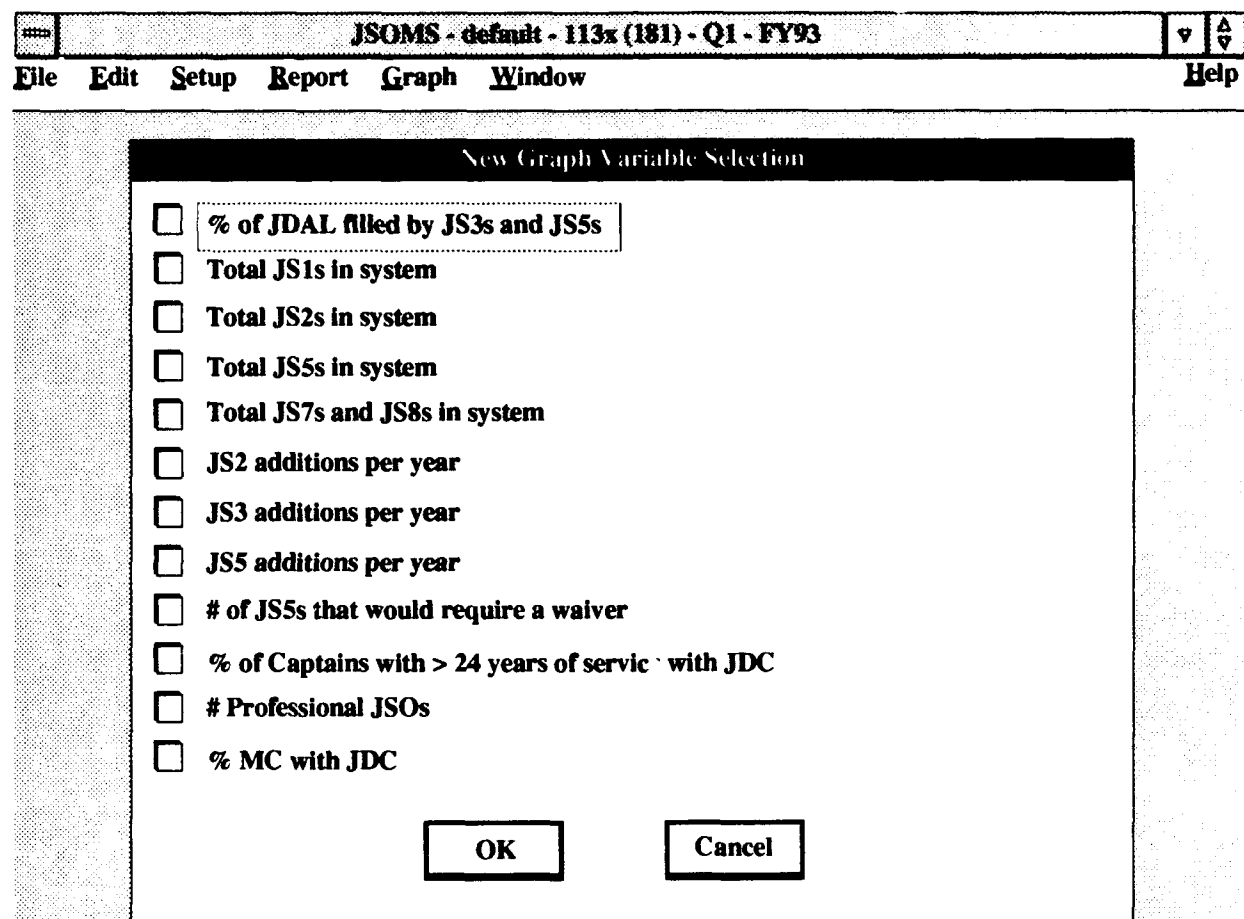 JSOMS - default - 113x (181) - Q1 - FY93
File Edit Setup Report Graph Window Help
New Graph Variable Selection
% of JDAL filled by JS3s and JS5s
Total JS1s in system
Total JS2s in system
Total JS5s in system
Total JS7s and JS8s in system
JS2 additions per year
JS3 additions per year
JS5 additions per year
# of JS5s that would require a waiver
% of Captains with > 24 years of servic with JDC
# Professional JSOs
% MC with JDC
OK Cancel